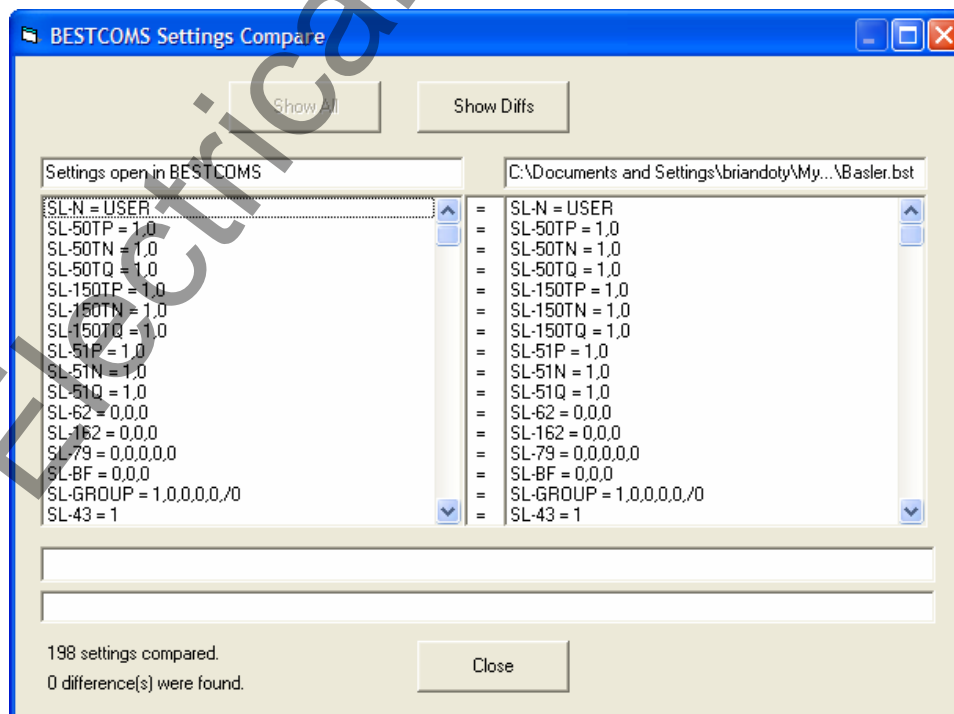 BESTCOMS Settings Compare
Show All
Show Diffs
Settings open in BESTCOMS
C:\Documents and Settings\briandoty\My...\Basler.bst
SL-N = USER = SL-N = USER
SL-50TP = 1,0 = SL-50TP = 1,0
SL-50TN = 1,0 = SL-50TN = 1,0
SL-50TQ = 1,0 = SL-50TQ = 1,0
SL-150TP = 1,0 = SL-150TP = 1,0
SL-150TN = 1,0 = SL-150TN = 1,0
SL-150TQ = 1,0 = SL-150TQ = 1,0
SL-51P = 1,0 = SL-51P = 1,0
SL-51N = 1,0 = SL-51N = 1,0
SL-51Q = 1,0 = SL-51Q = 1,0
SL-62 = 0,0,0 = SL-62 = 0,0,0
SL-162 = 0,0,0 = SL-162 = 0,0,0
SL-79 = 0,0,0,0,0 = SL-79 = 0,0,0,0,0
SL-BF = 0,0,0 = SL-BF = 0,0,0
SL-GROUP = 1,0,0,0,0,/0 = SL-GROUP = 1,0,0,0,0,/0
SL-43 = 1 = SL-43 = 1
198 settings compared.
0 difference(s) were found.
Close
Electrical